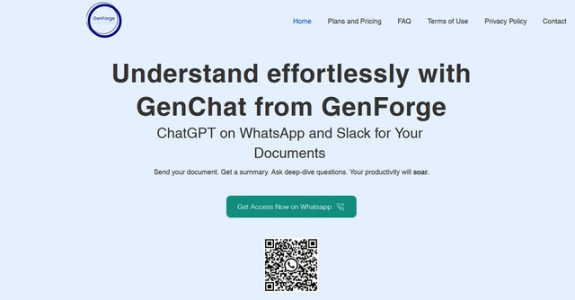 GenForge
Home Plans and Pricing FAQ Terms of Use Privacy Policy Contact
Understand effortlessly with
GenChat from GenForge
ChatGPT on WhatsApp and Slack for Your
Documents
Send your document. Get a summary. Ask deep-dive questions. Your productivity will soar.
Get Access Now on Whatsapp